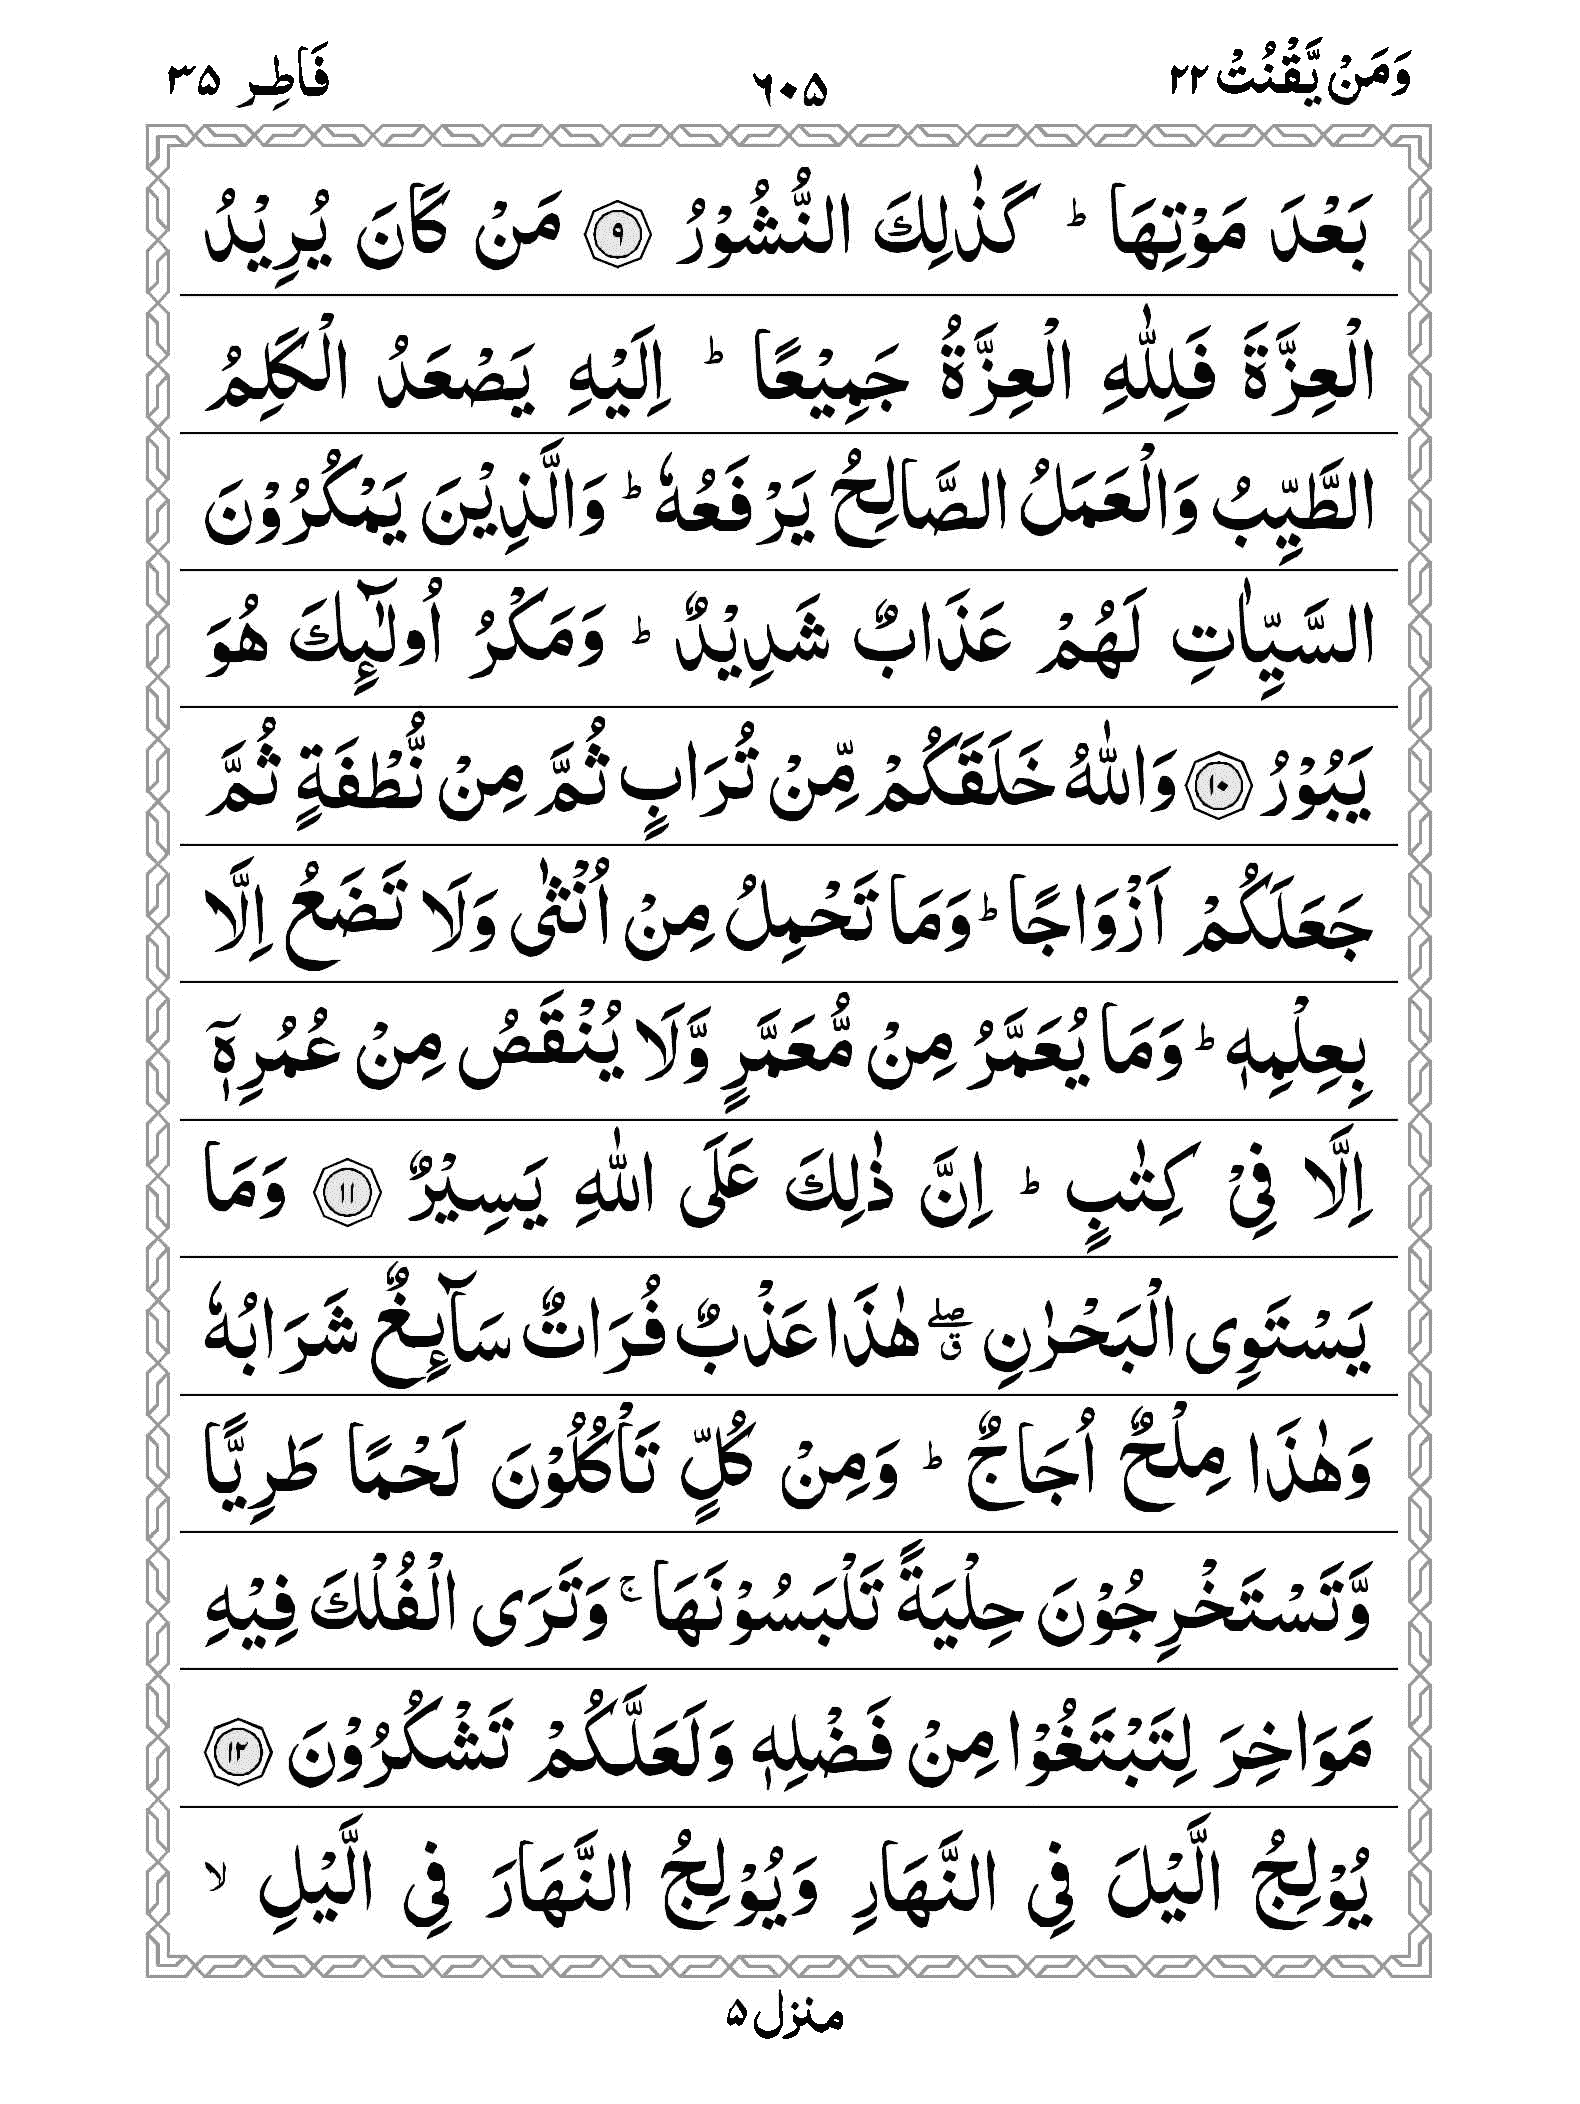 وَمَنْ يَّقْنُتْ ٢٢ ٦٠٥ فَاطِر ٣٥
بَعْدَ مَوْتِهَا ؕ كَذٰلِكَ النُّشُوْرُ ٩ مَنْ كَانَ يُرِيْدُ
الْعِزَّةَ فَلِلّٰهِ الْعِزَّةُ جَمِيْعًا ؕ اِلَيْهِ يَصْعَدُ الْكَلِمُ
الطَّيِّبُ وَالْعَمَلُ الصَّالِحُ يَرْفَعُهٗ ؕ وَالَّذِيْنَ يَمْكُرُوْنَ
السَّيِّاٰتِ لَهُمْ عَذَابٌ شَدِيْدٌ ؕ وَمَكْرُ اُولٰٓئِكَ هُوَ
يَبُوْرُ ١٠ وَاللّٰهُ خَلَقَكُمْ مِّنْ تُرَابٍ ثُمَّ مِنْ نُّطْفَةٍ ثُمَّ
جَعَلَكُمْ اَزْوَاجًا ؕ وَمَا تَحْمِلُ مِنْ اُنْثٰى وَلَا تَضَعُ اِلَّا
بِعِلْمِهٖ ؕ وَمَا يُعَمَّرُ مِنْ مُّعَمَّرٍ وَّلَا يُنْقَصُ مِنْ عُمُرِهٖٓ
اِلَّا فِيْ كِتٰبٍ ؕ اِنَّ ذٰلِكَ عَلَى اللّٰهِ يَسِيْرٌ ١١ وَمَا
يَسْتَوِى الْبَحْرٰنِ ۖق هٰذَا عَذْبٌ فُرَاتٌ سَآئِغٌ شَرَابُهٗ
وَهٰذَا مِلْحٌ اُجَاجٌ ؕ وَمِنْ كُلٍّ تَاْكُلُوْنَ لَحْمًا طَرِيًّا
وَّتَسْتَخْرِجُوْنَ حِلْيَةً تَلْبَسُوْنَهَا ۚ وَتَرَى الْفُلْكَ فِيْهِ
مَوَاخِرَ لِتَبْتَغُوْا مِنْ فَضْلِهٖ وَلَعَلَّكُمْ تَشْكُرُوْنَ ١٢
يُوْلِجُ الَّيْلَ فِي النَّهَارِ وَيُوْلِجُ النَّهَارَ فِي الَّيْلِ ۙ
منزل ٥